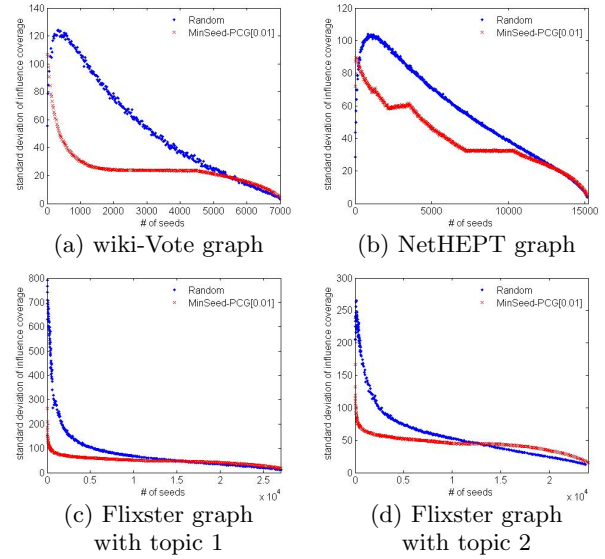 standard deviation of influence coverage
140
120
100
80
60
40
20
0
0 1000 2000 3000 4000 5000 6000 7000
# of seeds
Random
MinSeed-PCG[0.01]
(a) wiki-Vote graph
standard deviation of influence coverage
120
100
80
60
40
20
0
0 5000 10000 15000
# of seeds
Random
MinSeed-PCG[0.01]
(b) NetHEPT graph
standard deviation of influence coverage
800
700
600
500
400
300
200
100
0
0 0.5 1 1.5 2 2.5
# of seeds
x 10^4
Random
MinSeed-PCG[0.01]
(c) Flixster graph
with topic 1
standard deviation of influence coverage
300
250
200
150
100
50
0
0 0.5 1 1.5 2
# of seeds
x 10^4
Random
MinSeed-PCG[0.01]
(d) Flixster graph
with topic 2